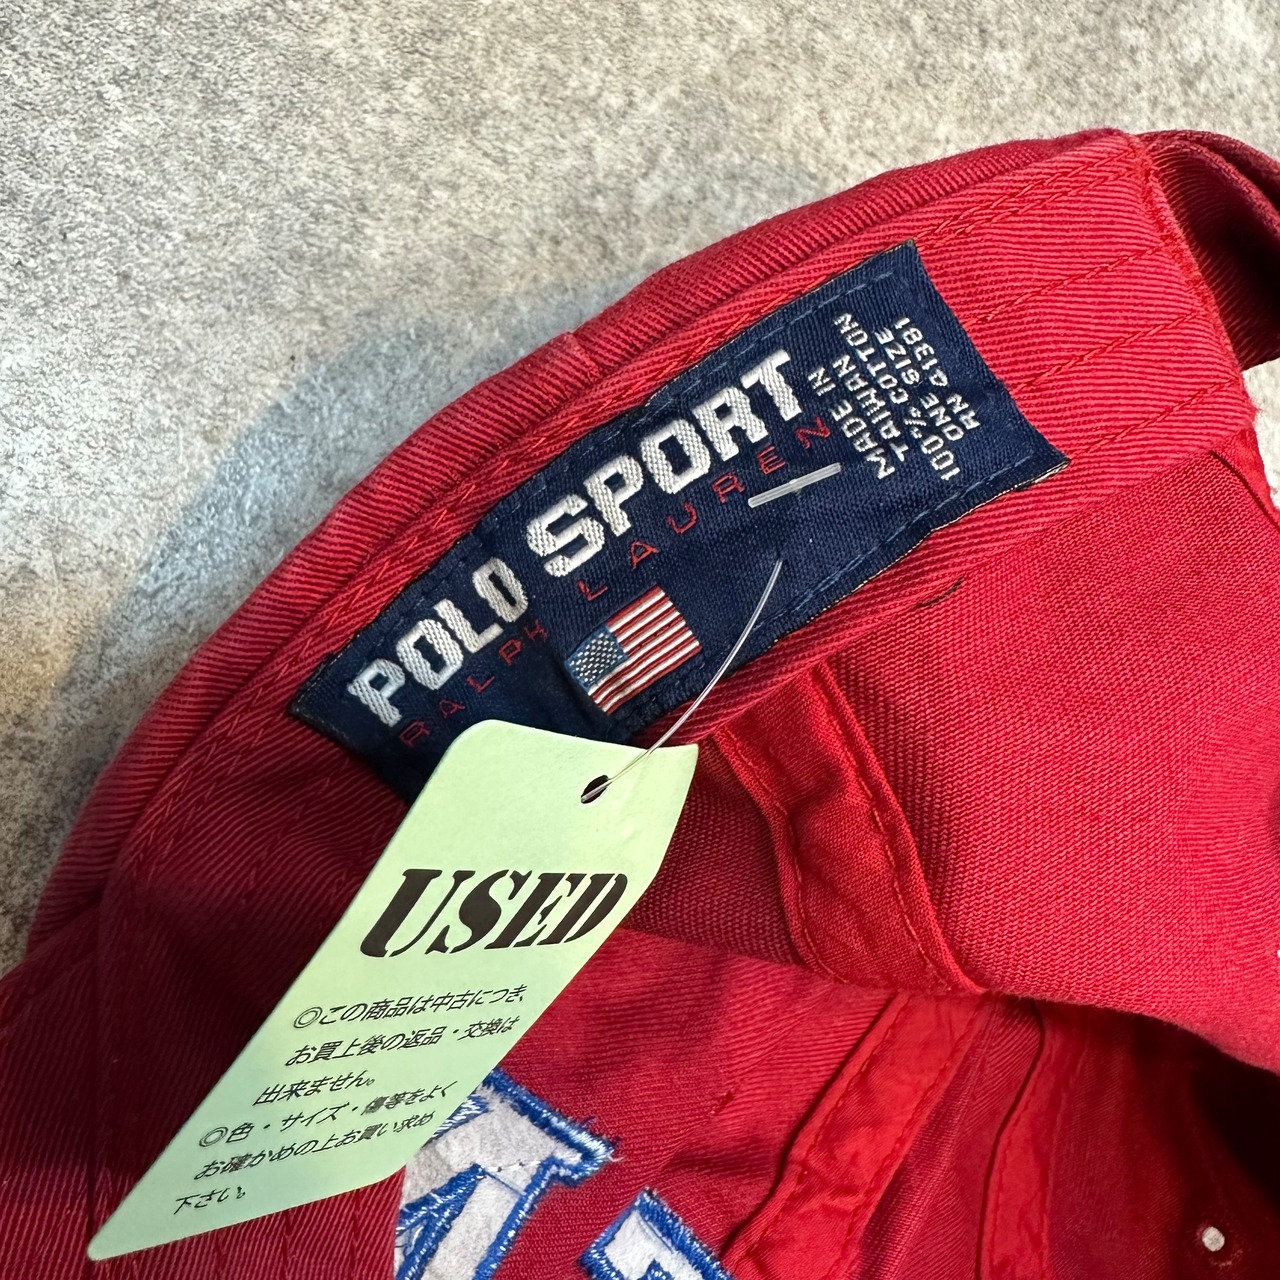 POLO SPORT
RALPH LAUREN
MADE IN
TAIWAN
100% COTTON
ONE SIZE
RN 41381
USED
◎この商品は中古につき、
お買上後の返品・交換は
出来ません。
◎色・サイズ・傷等をよく
お確かめの上お買い求め
下さい。